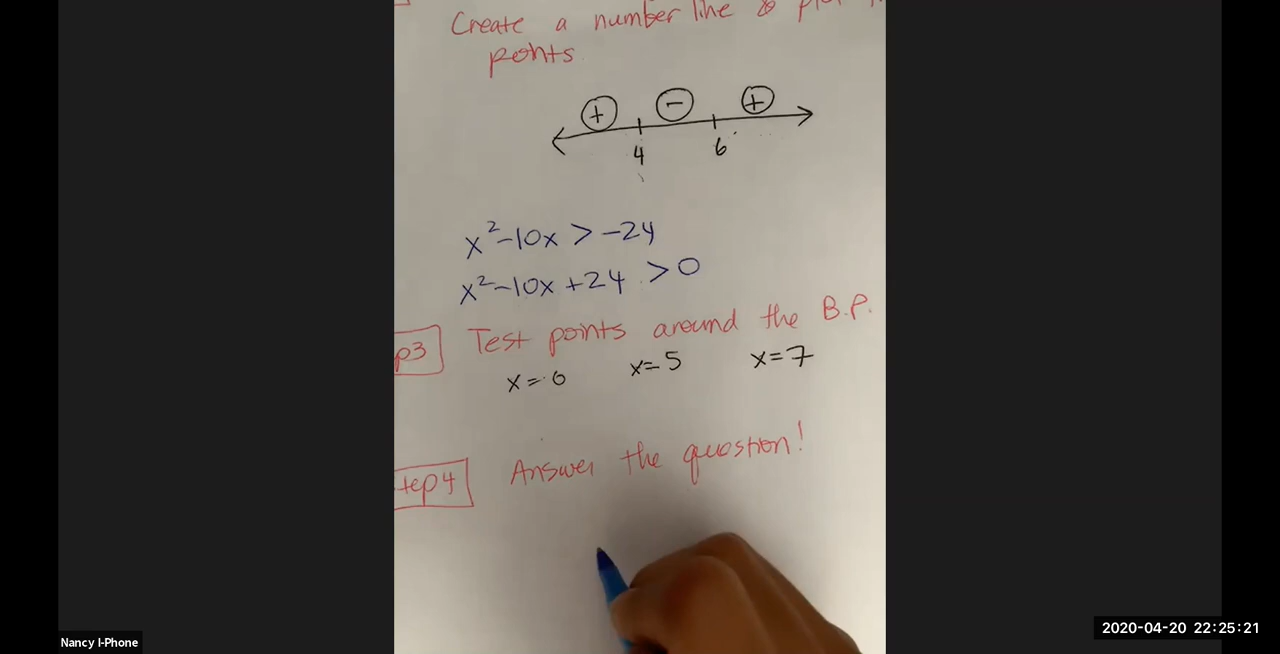 Create a number line &
points.
+ - +
4 6
x²-10x > -24
x²-10x +24 > 0
p3 Test points around the B.P.
x=0 x=5 x=7
tep4 Answer the question!
Nancy I-Phone
2020-04-20 22:25:21